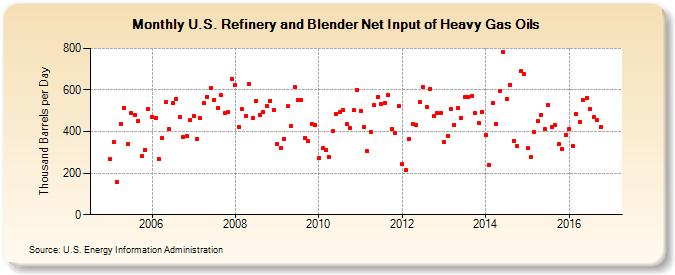 Monthly U.S. Refinery and Blender Net Input of Heavy Gas Oils
Thousand Barrels per Day
800
600
400
200
0
2006 2008 2010 2012 2014 2016
Source: U.S. Energy Information Administration